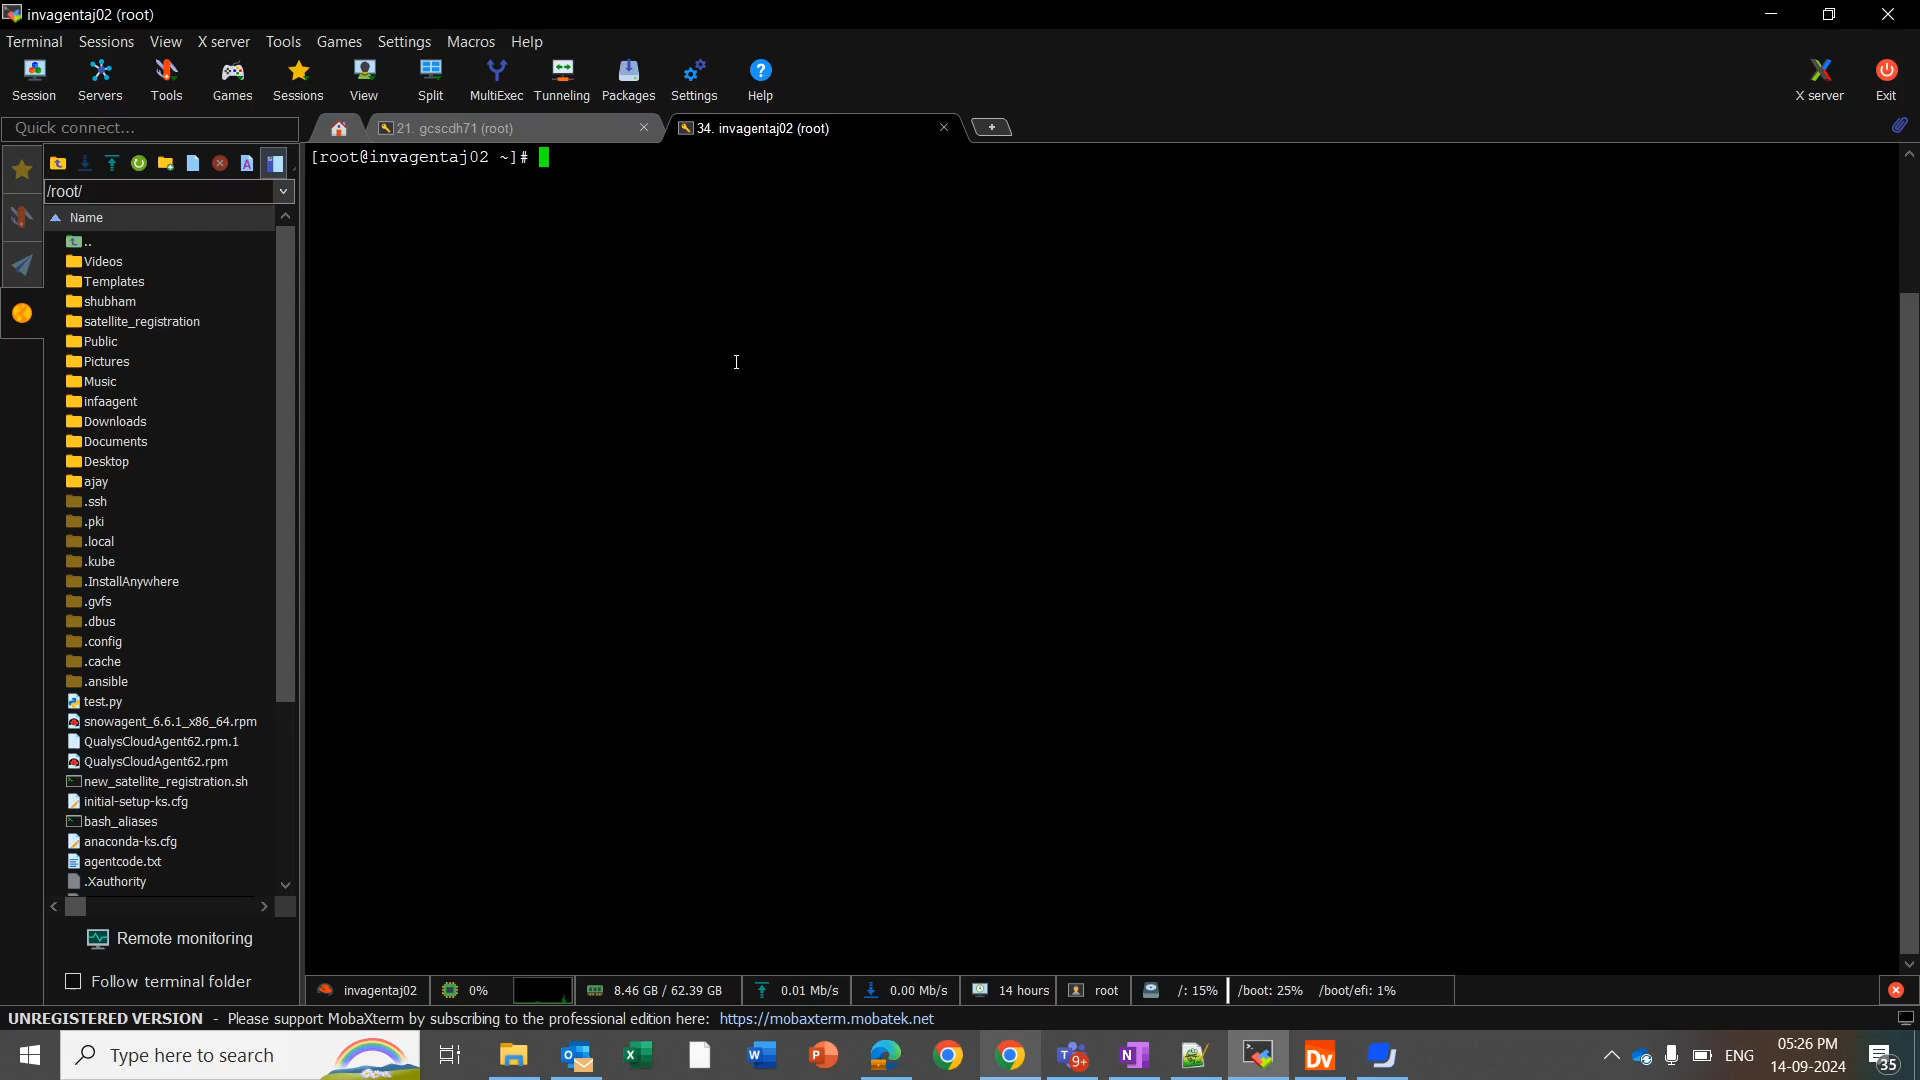 invagentaj02 (root)
Terminal Sessions View X server Tools Games Settings Macros Help
Session Servers Tools Games Sessions View Split MultiExec Tunneling Packages Settings Help X server Exit
Quick connect...
21. gcscdh71 (root)
34. invagentaj02 (root)
/root/
[root@invagentaj02 ~]#
Name
..
Videos
Templates
shubham
satellite_registration
Public
Pictures
Music
infaagent
Downloads
Documents
Desktop
ajay
.ssh
.pki
.local
.kube
.InstallAnywhere
.gvfs
.dbus
.config
.cache
.ansible
test.py
snowagent_6.6.1_x86_64.rpm
QualysCloudAgent62.rpm.1
QualysCloudAgent62.rpm
new_satellite_registration.sh
initial-setup-ks.cfg
bash_aliases
anaconda-ks.cfg
agentcode.txt
.Xauthority
Remote monitoring
Follow terminal folder
invagentaj02 0% 8.46 GB / 62.39 GB 0.01 Mb/s 0.00 Mb/s 14 hours root /: 15% /boot: 25% /boot/efi: 1%
UNREGISTERED VERSION - Please support MobaXterm by subscribing to the professional edition here: https://mobaxterm.mobatek.net
Type here to search
ENG
05:26 PM
14-09-2024
35
9+
Dv